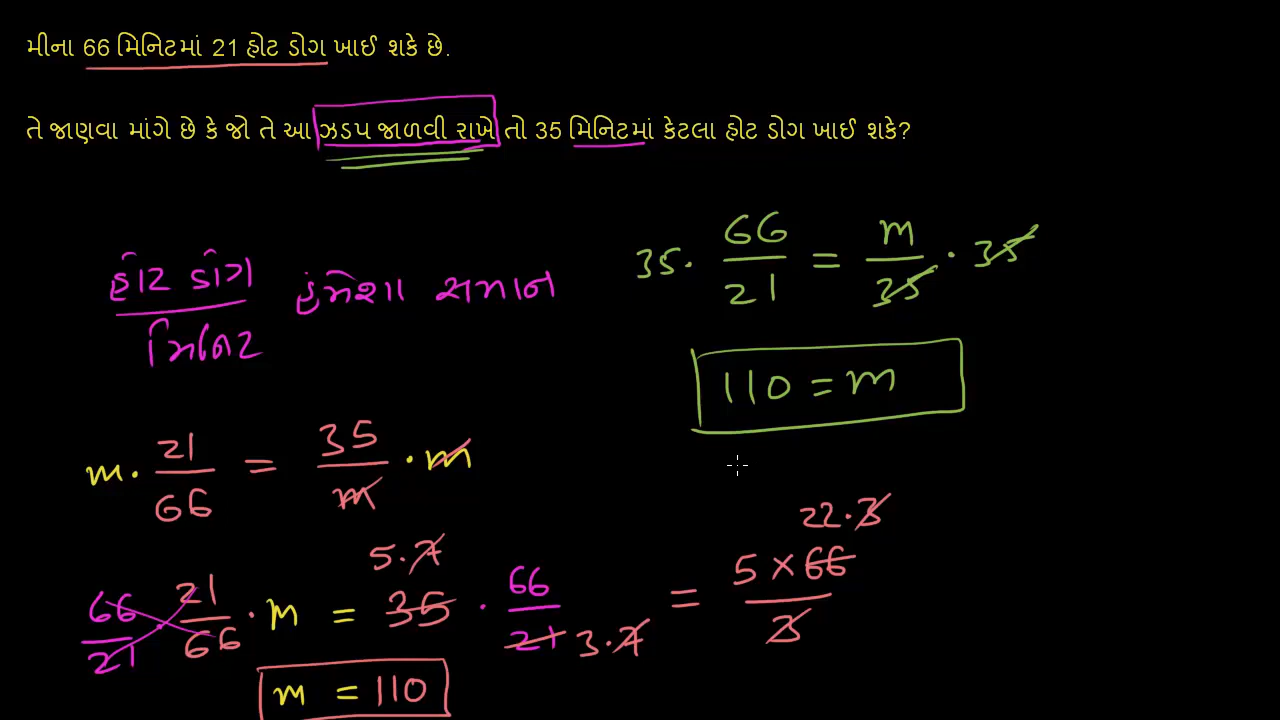 મીના 66 મિનિટમાં 21 હોટ ડોગ ખાઈ શકે છે.
તે જાણવા માંગે છે કે જો તે આ ઝડપ જાળવી રાખે તો 35 મિનિટમાં કેટલા હોટ ડોગ ખાઈ શકે?
હોટ ડોગ / મિનિટ હંમેશા સમાન
35 · 66/21 = m/35 · 35
110 = m
m · 21/66 = 35/m · m
22 · 3
5 · 7
66/21 21/66 · m = 35 · 66/21 3 · 7 = 5 × 66 / 3
m = 110